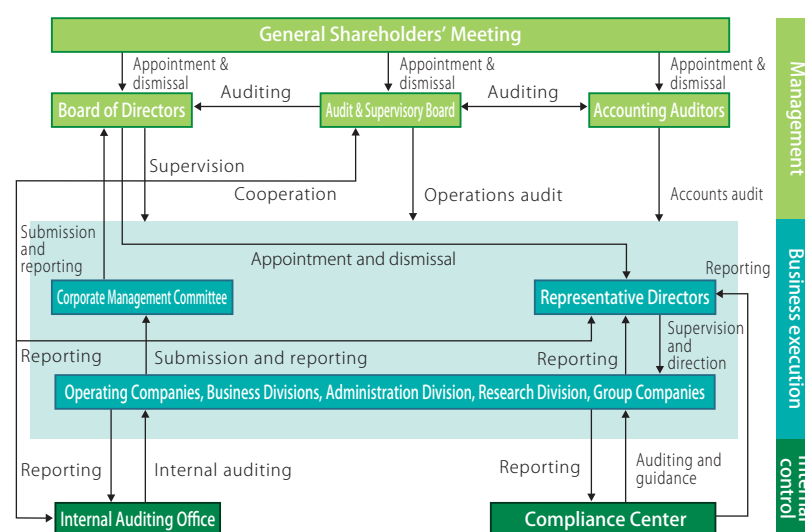 General Shareholders' Meeting
Appointment &
dismissal
Appointment &
dismissal
Appointment &
dismissal
Board of Directors
Auditing
Audit & Supervisory Board
Auditing
Accounting Auditors
Management
Supervision
Cooperation
Operations audit
Accounts audit
Submission
and
reporting
Appointment and dismissal
Reporting
Business execution
Corporate Management Committee
Representative Directors
Supervision
and
direction
Reporting
Submission and reporting
Reporting
Operating Companies, Business Divisions, Administration Division, Research Division, Group Companies
Reporting
Internal auditing
Reporting
Auditing and
guidance
Internal
control
Internal Auditing Office
Compliance Center